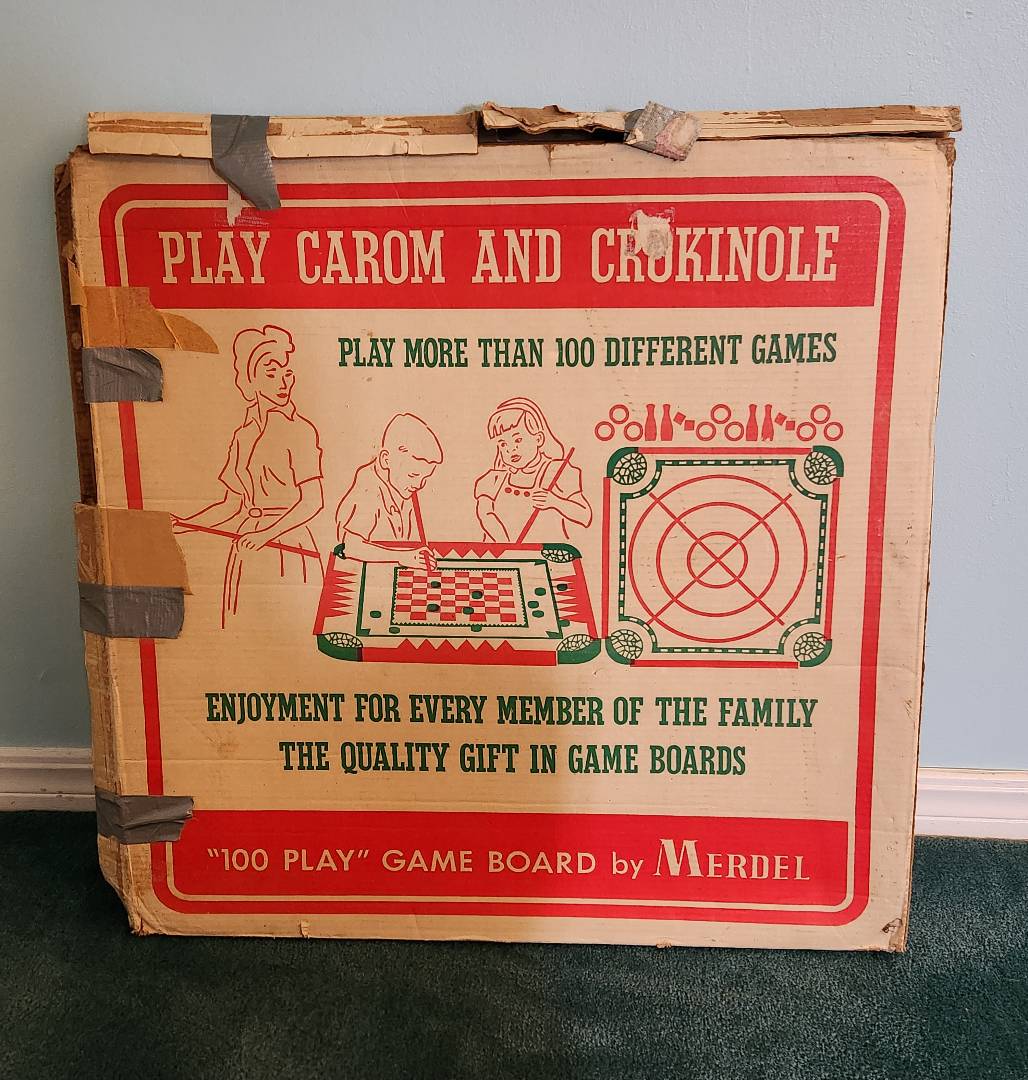 PLAY CAROM AND CROKINOLE
PLAY MORE THAN 100 DIFFERENT GAMES
ENJOYMENT FOR EVERY MEMBER OF THE FAMILY
THE QUALITY GIFT IN GAME BOARDS
"100 PLAY" GAME BOARD by MERDEL